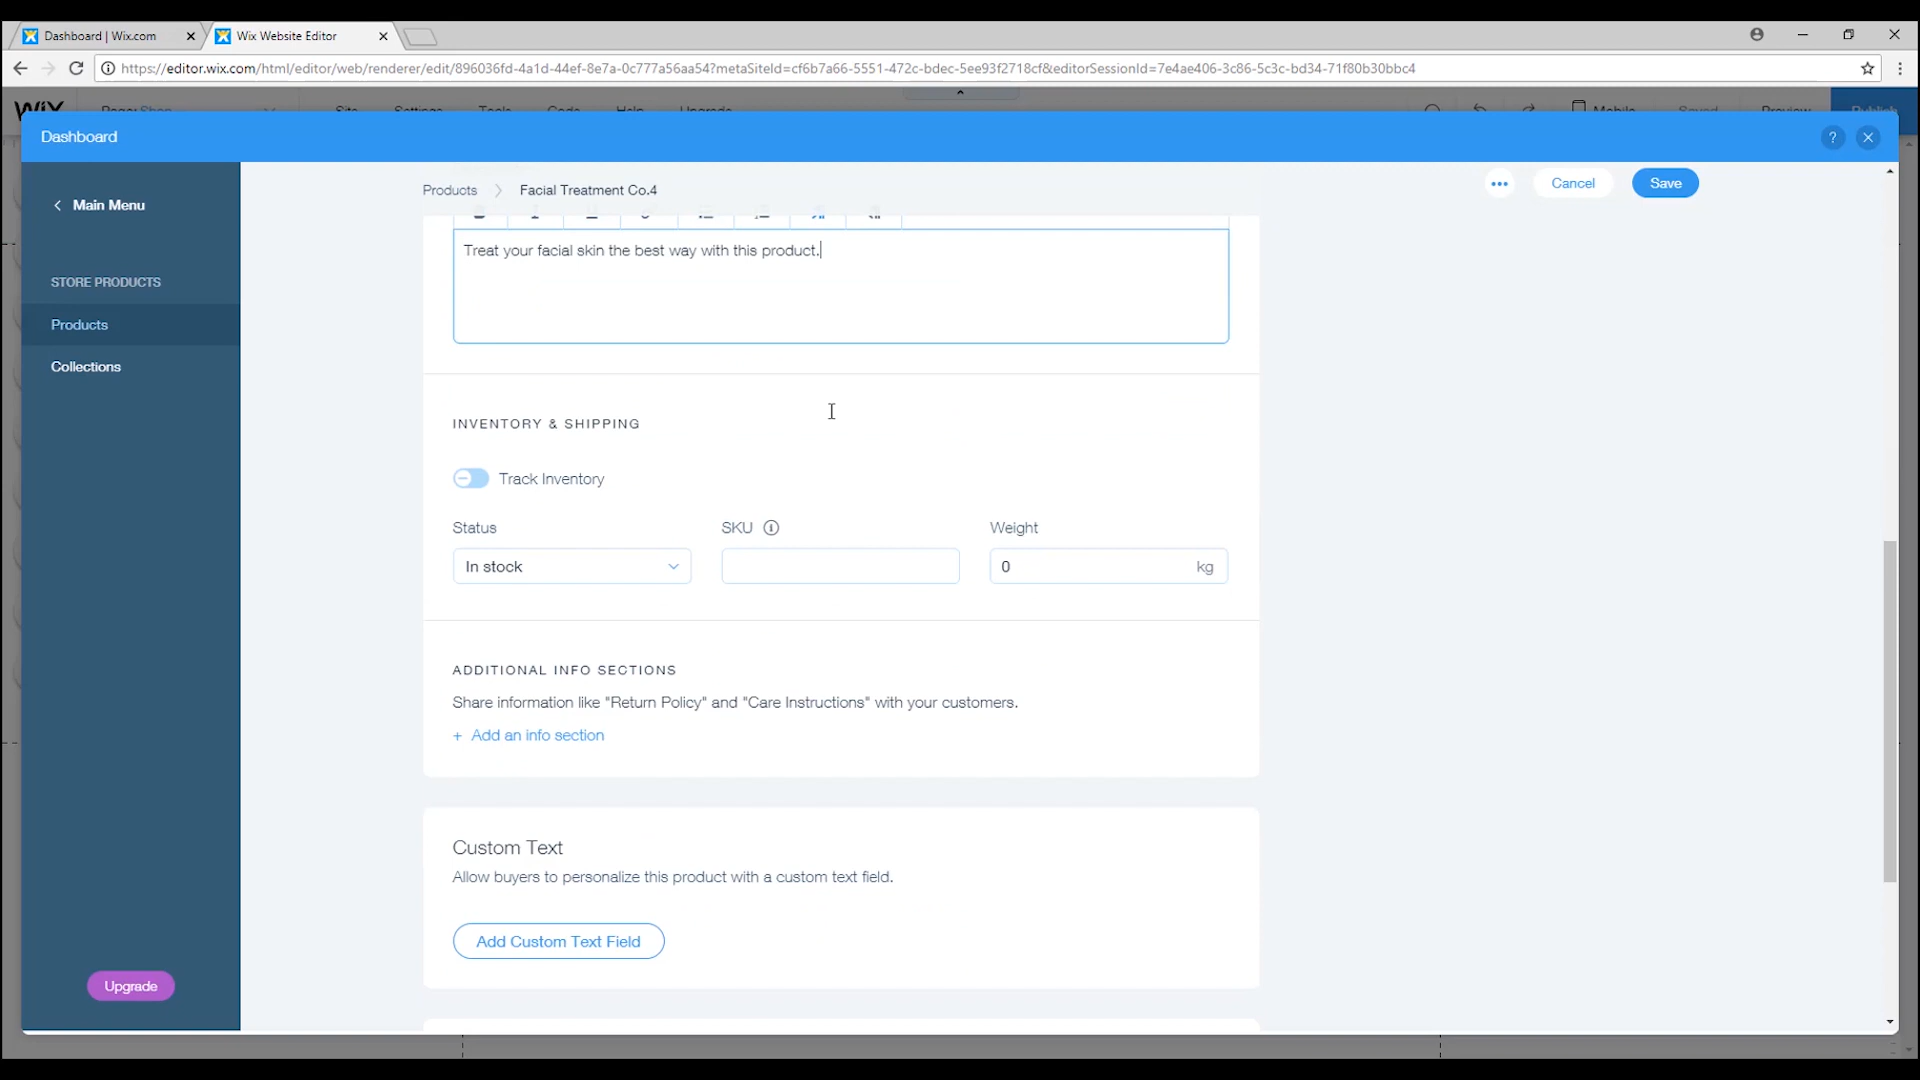 Dashboard | Wix.com
Wix Website Editor
https://editor.wix.com/html/editor/web/renderer/edit/896036fd-4a1d-44ef-8e7a-0c777a56aa54?metaSiteId=cf6b7a66-5551-472c-bdec-5ee93f2718cf&editorSessionId=7e4ae406-3c86-5c3c-bd34-71f80b30bbc4
WiX Page: Shop Site Settings Tools Code Help Upgrade Mobile Saved Preview Publish
Dashboard
?
Main Menu
Products > Facial Treatment Co.4
Cancel
Save
Treat your facial skin the best way with this product.
STORE PRODUCTS
Products
Collections
INVENTORY & SHIPPING
Track Inventory
Status SKU Weight
In stock 0 kg
ADDITIONAL INFO SECTIONS
Share information like "Return Policy" and "Care Instructions" with your customers.
+ Add an info section
Custom Text
Allow buyers to personalize this product with a custom text field.
Add Custom Text Field
Upgrade